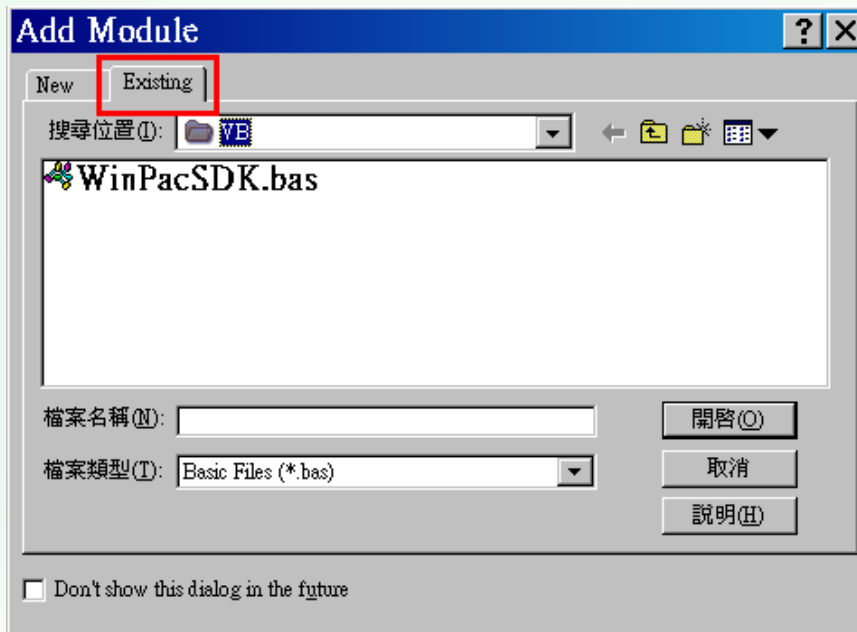 Add Module
New Existing
搜尋位置(I): VB
WinPacSDK.bas
檔案名稱(N): 開啓(O)
檔案類型(T): Basic Files (*.bas) 取消
說明(H)
Don't show this dialog in the future